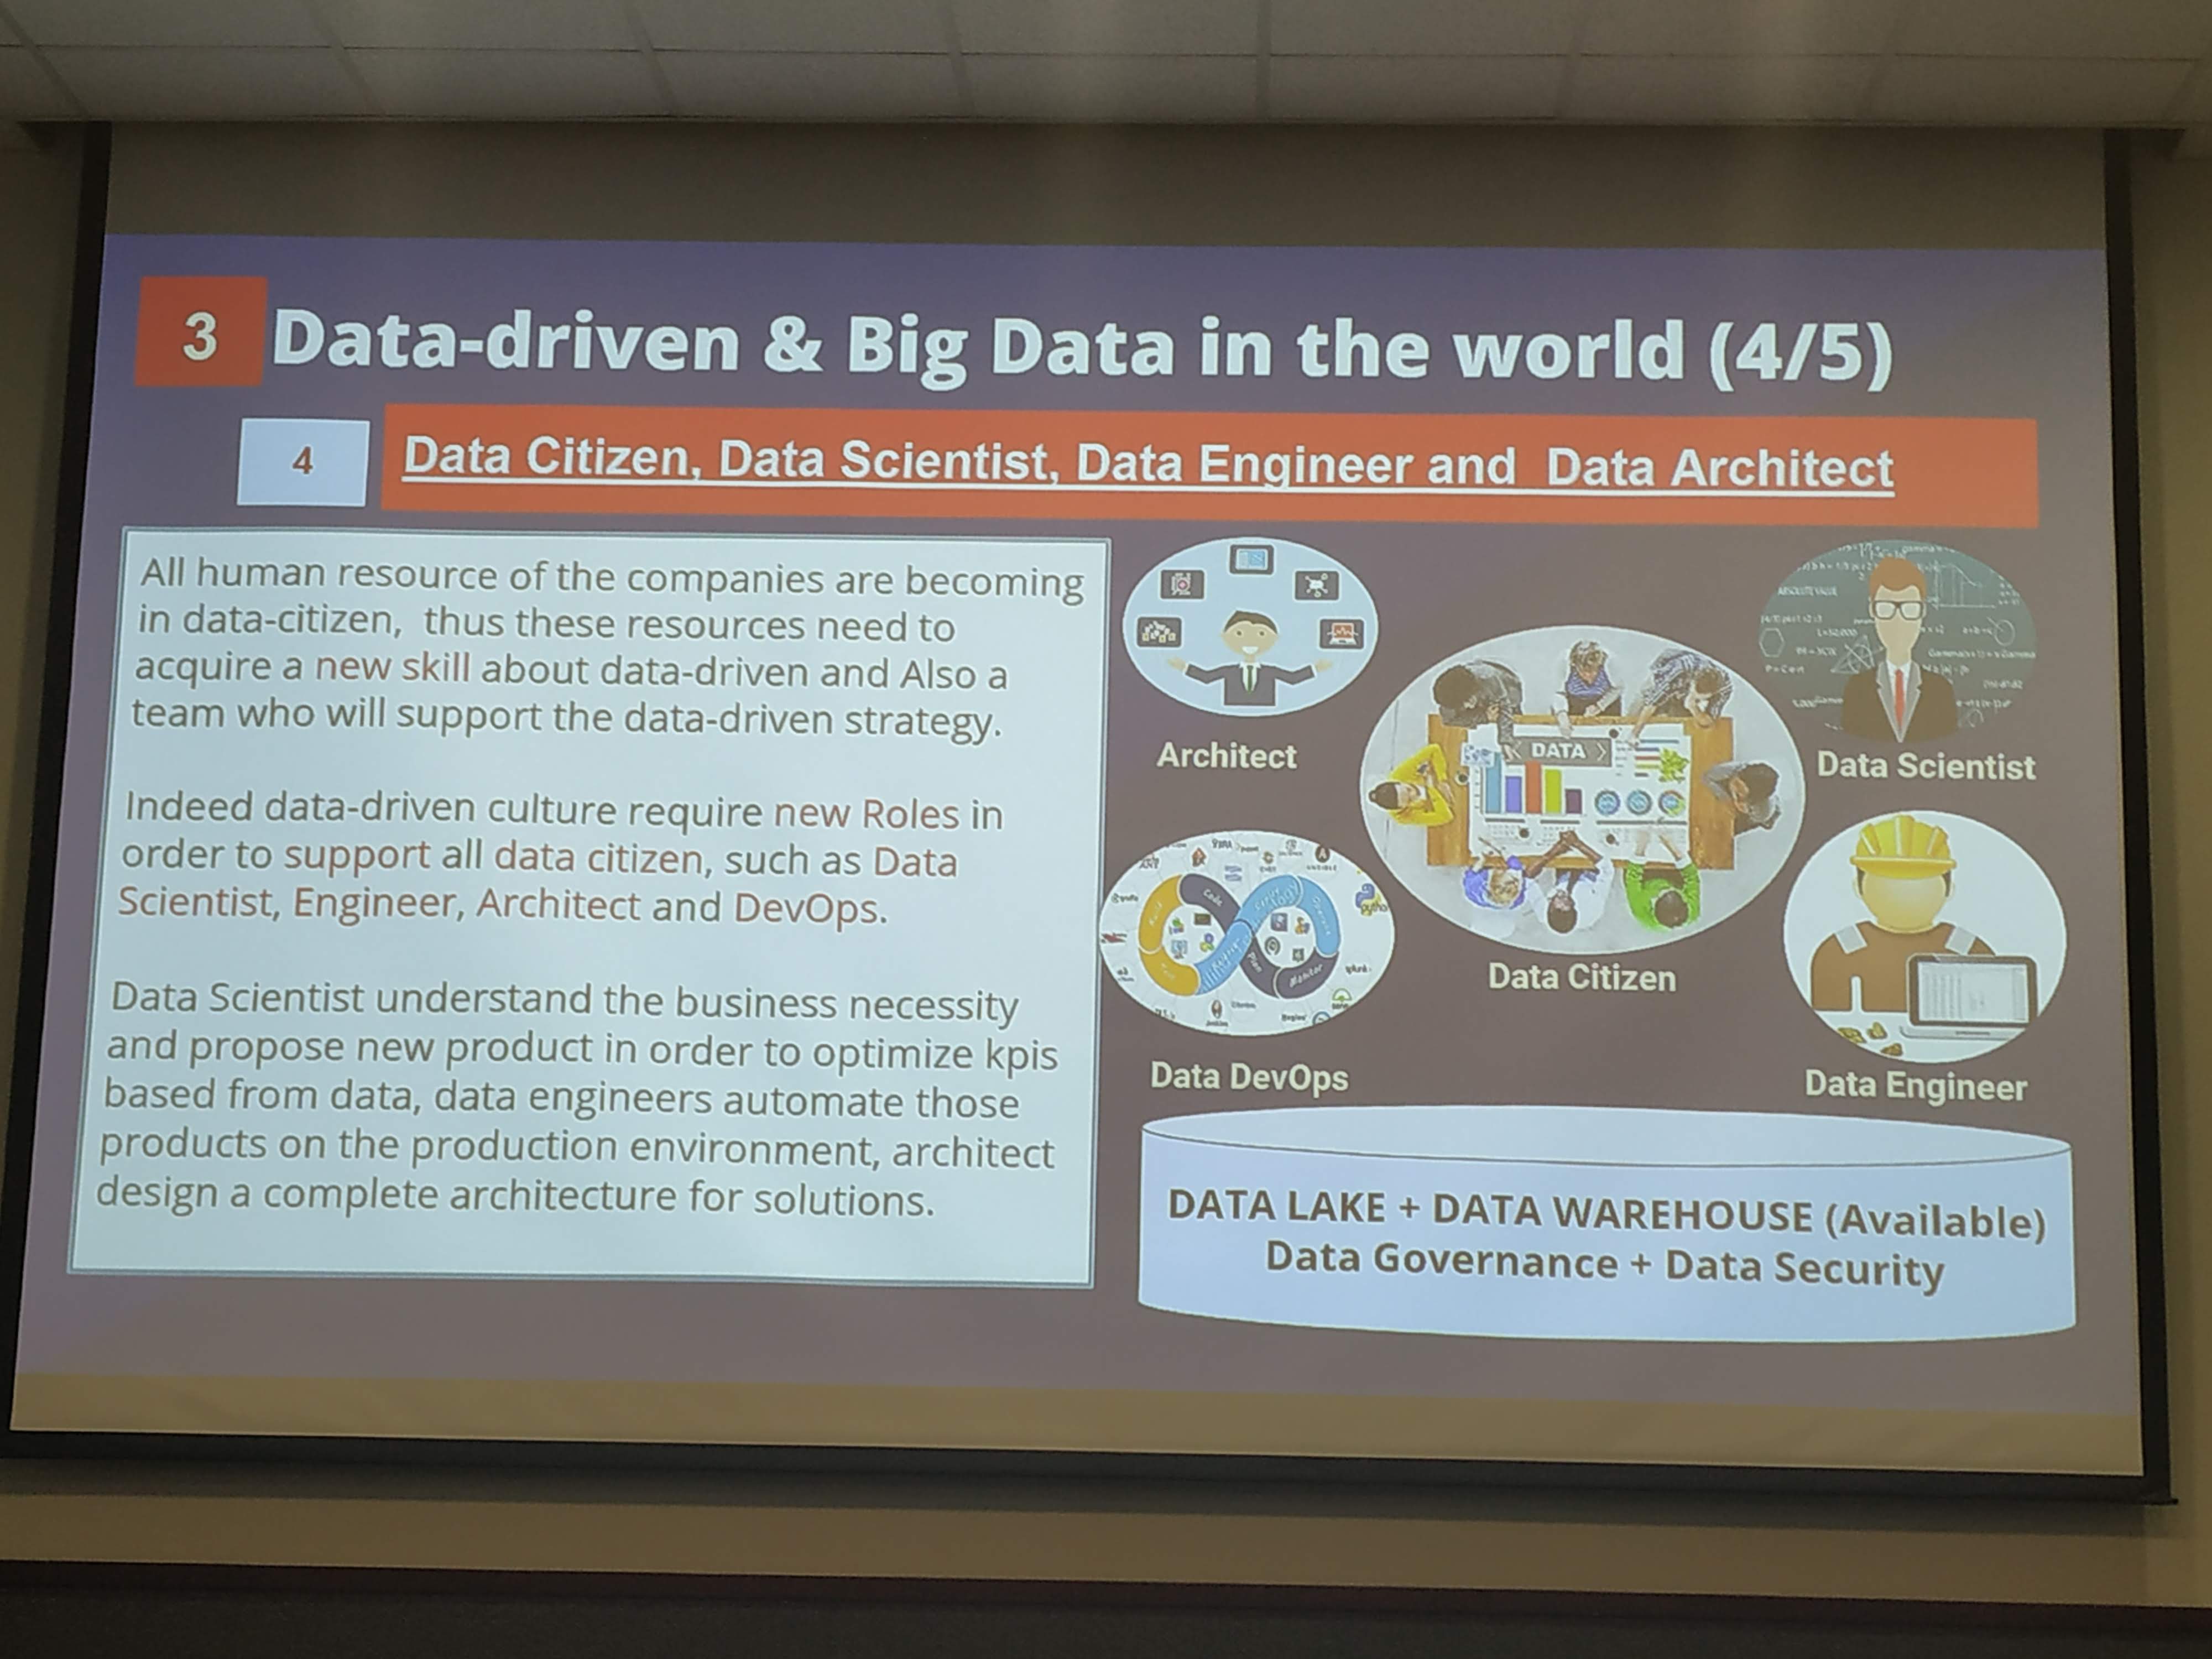 3 Data-driven & Big Data in the world (4/5)
4 Data Citizen, Data Scientist, Data Engineer and Data Architect
All human resource of the companies are becoming
in data-citizen, thus these resources need to
acquire a new skill about data-driven and Also a
team who will support the data-driven strategy.
Indeed data-driven culture require new Roles in
order to support all data citizen, such as Data
Scientist, Engineer, Architect and DevOps.
Data Scientist understand the business necessity
and propose new product in order to optimize kpis
based from data, data engineers automate those
products on the production environment, architect
design a complete architecture for solutions.
Architect
ABSOLUTE VALUE
Data Scientist
DATA
Data Citizen
Code
Plan
Monitor
python
Data DevOps
Data Engineer
DATA LAKE + DATA WAREHOUSE (Available)
Data Governance + Data Security